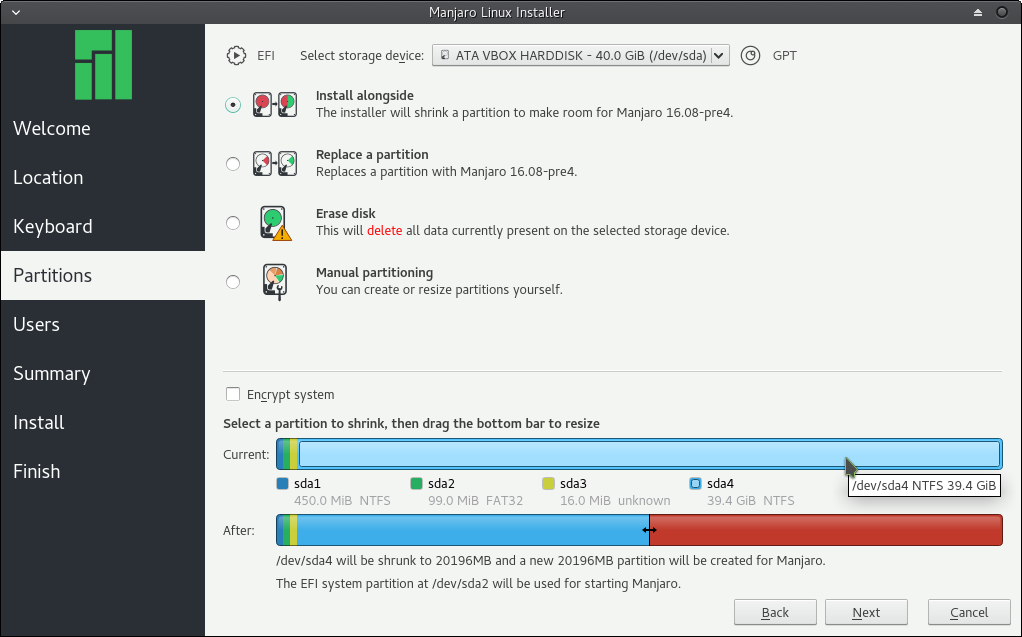 Manjaro Linux Installer
EFI Select storage device: ATA VBOX HARDDISK - 40.0 GiB (/dev/sda) GPT
Welcome
Location
Keyboard
Partitions
Users
Summary
Install
Finish
Install alongside
The installer will shrink a partition to make room for Manjaro 16.08-pre4.
Replace a partition
Replaces a partition with Manjaro 16.08-pre4.
Erase disk
This will delete all data currently present on the selected storage device.
Manual partitioning
You can create or resize partitions yourself.
Encrypt system
Select a partition to shrink, then drag the bottom bar to resize
Current:
sda1 sda2 sda3 sda4
450.0 MiB NTFS 99.0 MiB FAT32 16.0 MiB unknown 39.4 GiB NTFS
/dev/sda4 NTFS 39.4 GiB
After:
/dev/sda4 will be shrunk to 20196MB and a new 20196MB partition will be created for Manjaro.
The EFI system partition at /dev/sda2 will be used for starting Manjaro.
Back Next Cancel